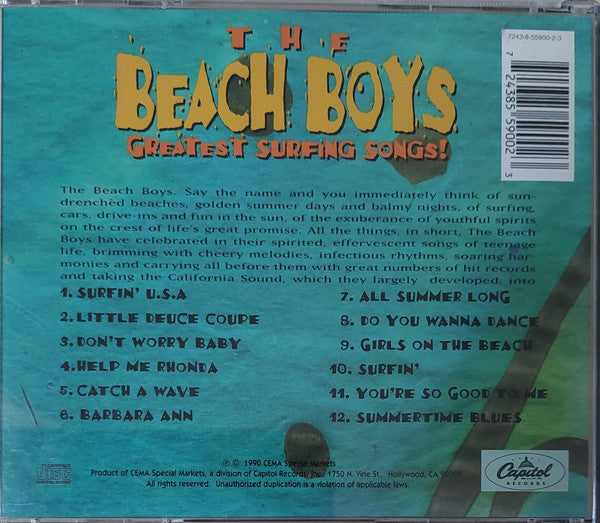 THE
BEACH BOYS
GREATEST SURFING SONGS!
7243-8-55900-2-3
7 24385 59002 3
The Beach Boys. Say the name and you immediately think of sun-
drenched beaches, golden summer days and balmy nights, of surfing,
cars, drive-ins and fun in the sun, of the exuberance of youthful spirits
on the crest of life's great promise. All the things, in short, The Beach
Boys have celebrated in their spirited, effervescent songs of teenage
life, brimming with cheery melodies, infectious rhythms, soaring har-
monies and carrying all before them with great numbers of hit records
and taking the California Sound, which they largely developed, into
1. SURFIN' U.S.A
2. LITTLE DEUCE COUPE
3. DON'T WORRY BABY
4. HELP ME RHONDA
5. CATCH A WAVE
6. BARBARA ANN
7. ALL SUMMER LONG
8. DO YOU WANNA DANCE
9. GIRLS ON THE BEACH
10. SURFIN'
11. YOU'RE SO GOOD TO ME
12. SUMMERTIME BLUES
COMPACT
disc
DIGITAL AUDIO
℗ © 1990 CEMA Special Markets
Product of CEMA Special Markets, a division of Capitol Records, Inc., 1750 N. Vine St., Hollywood, CA 90028
All rights reserved. Unauthorized duplication is a violation of applicable laws.
Capitol
RECORDS